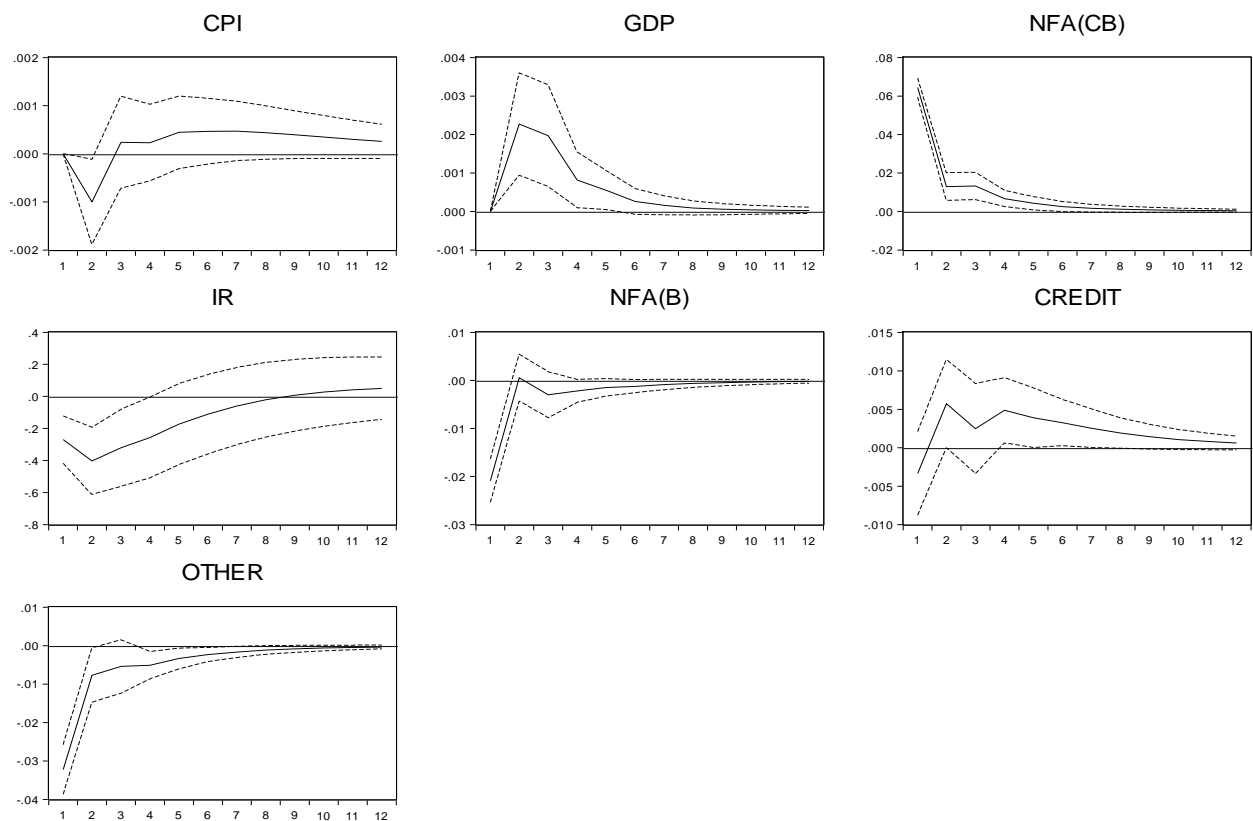 CPI
.002
.001
.000
-.001
-.002
1 2 3 4 5 6 7 8 9 10 11 12
GDP
.004
.003
.002
.001
.000
-.001
1 2 3 4 5 6 7 8 9 10 11 12
NFA(CB)
.08
.06
.04
.02
.00
-.02
1 2 3 4 5 6 7 8 9 10 11 12
IR
.4
.2
.0
-.2
-.4
-.6
-.8
1 2 3 4 5 6 7 8 9 10 11 12
NFA(B)
.01
.00
-.01
-.02
-.03
1 2 3 4 5 6 7 8 9 10 11 12
CREDIT
.015
.010
.005
.000
-.005
-.010
1 2 3 4 5 6 7 8 9 10 11 12
OTHER
.01
.00
-.01
-.02
-.03
-.04
1 2 3 4 5 6 7 8 9 10 11 12